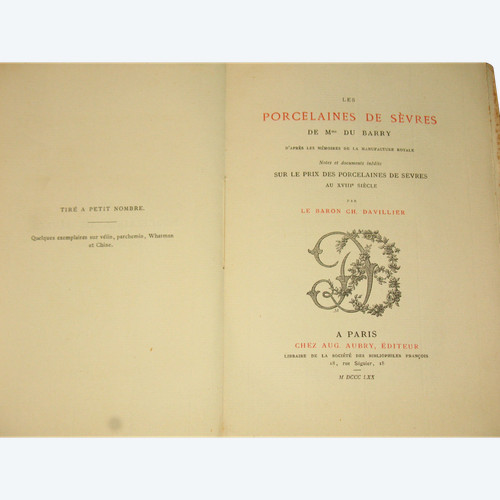 TIRÉ A PETIT NOMBRE.
Quelques exemplaires sur vélin, parchemin, Whatman
et Chine.
LES
PORCELAINES DE SÈVRES
DE Mme DU BARRY
D'APRÈS LES MÉMOIRES DE LA MANUFACTURE ROYALE
Notes et documents inédits
SUR LE PRIX DES PORCELAINES DE SÈVRES
AU XVIIIe SIÈCLE
PAR
LE BARON CH. DAVILLIER
A PARIS
CHEZ AUG. AUBRY, ÉDITEUR
LIBRAIRE DE LA SOCIÉTÉ DES BIBLIOPHILES FRANÇOIS
18, rue Séguier, 18
M DCCC LXX